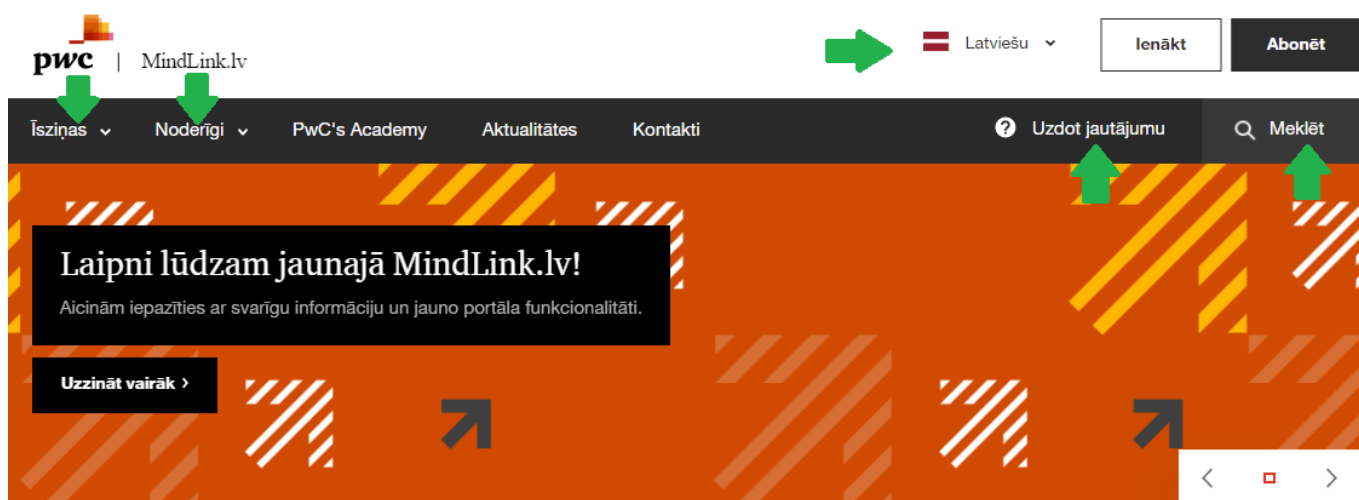 pwc | MindLink.lv
Latviešu
Ienākt
Abonēt
Īsziņas
Noderīgi
PwC's Academy
Aktualitātes
Kontakti
? Uzdot jautājumu
Meklēt
Laipni lūdzam jaunajā MindLink.lv!
Aicinām iepazīties ar svarīgu informāciju un jauno portāla funkcionalitāti.
Uzzināt vairāk >